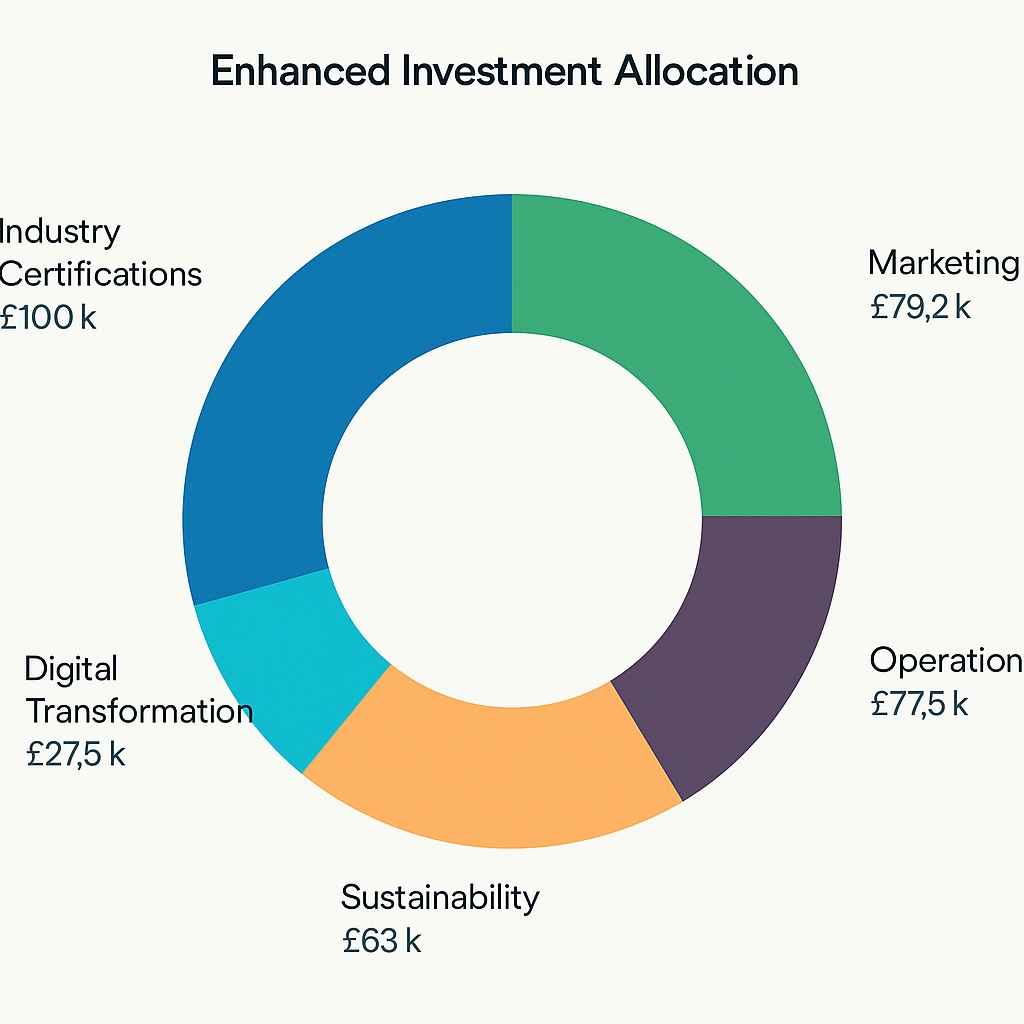 Enhanced Investment Allocation
Industry
Certifications
£100 k
Marketing
£79,2 k
Digital
Transformation
£27,5 k
Operation
£77,5 k
Sustainability
£63 k